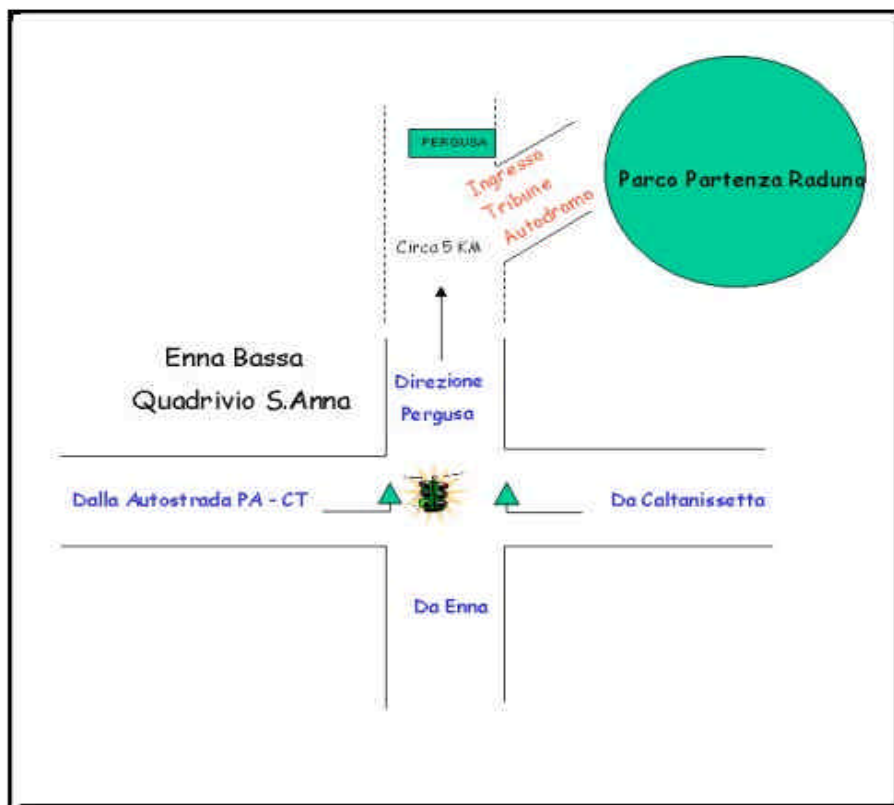 PERGUSA
Ingresso
Tribune
Autodromo
Parco Partenza Raduno
Circa 5 KM
Enna Bassa
Quadrivio S.Anna
Direzione
Pergusa
Dalla Autostrada PA - CT
Da Caltanissetta
Da Enna